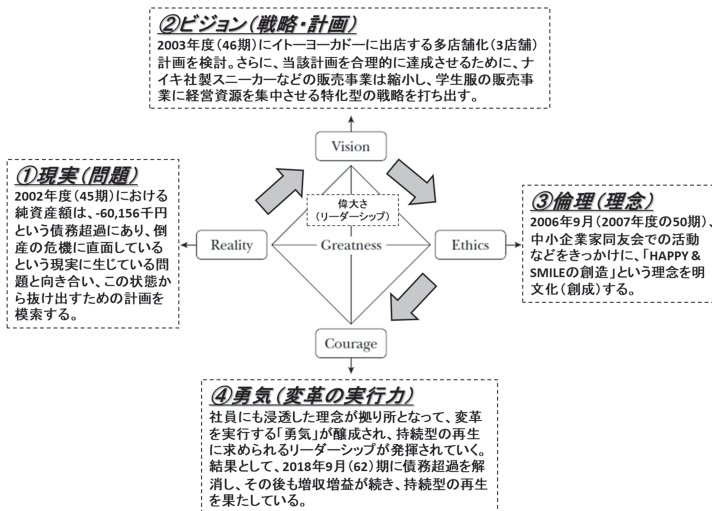 ②ビジョン(戦略・計画)
2003年度(46期)にイトーヨーカドーに出店する多店舗化(3店舗)
計画を検討。さらに、当該計画を合理的に達成させるために、ナ
イキ社製スニーカーなどの販売事業は縮小し、学生服の販売事
業に経営資源を集中させる特化型の戦略を打ち出す。
Vision
①現実(問題)
2002年度(45期)における
純資産額は、-60,156千円
という債務超過にあり、倒
産の危機に直面している
という現実に生じている問
題と向き合い、この状態か
ら抜け出すための計画を
模索する。
偉大さ
(リーダーシップ)
Reality
Greatness
Ethics
③倫理(理念)
2006年9月(2007年度の50期)、
中小企業家同友会での活動
などをきっかけに、「HAPPY&
SMILEの創造」という理念を明
文化(創成)する。
Courage
④勇気(変革の実行力)
社員にも浸透した理念が拠り所となって、変革
を実行する「勇気」が醸成され、持続型の再生
に求められるリーダーシップが発揮されていく。
結果として、2018年9月(62)期に債務超過を解
消し、その後も増収増益が続き、持続型の再生
を果たしている。